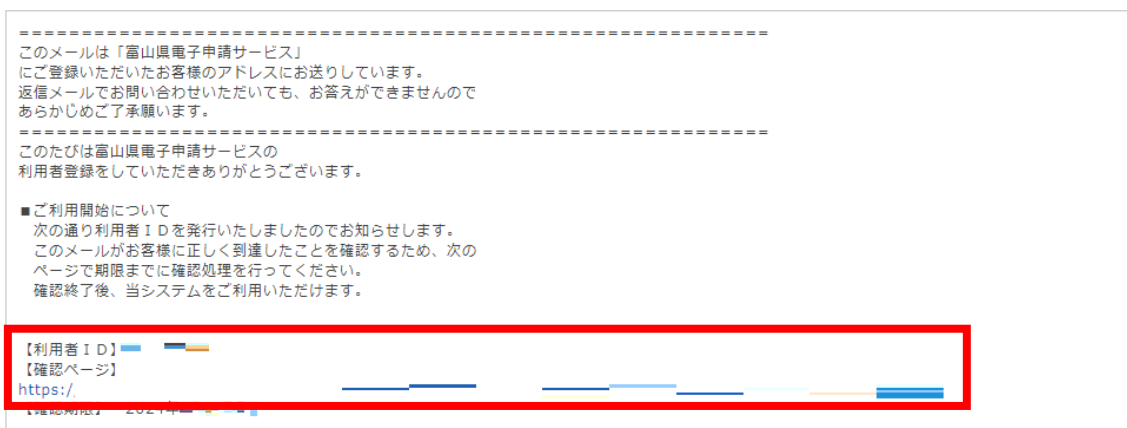 ============================================================
このメールは「富山県電子申請サービス」
にご登録いただいたお客様のアドレスにお送りしています。
返信メールでお問い合わせいただいても、お答えができませんので
あらかじめご了承願います。
============================================================
このたびは富山県電子申請サービスの
利用者登録をしていただきありがとうございます。
■ご利用開始について
次の通り利用者ＩＤを発行いたしましたのでお知らせします。
このメールがお客様に正しく到達したことを確認するため、次の
ページで期限までに確認処理を行ってください。
確認終了後、当システムをご利用いただけます。
【利用者ＩＤ】
【確認ページ】
https:/
【確認期限】 2024年